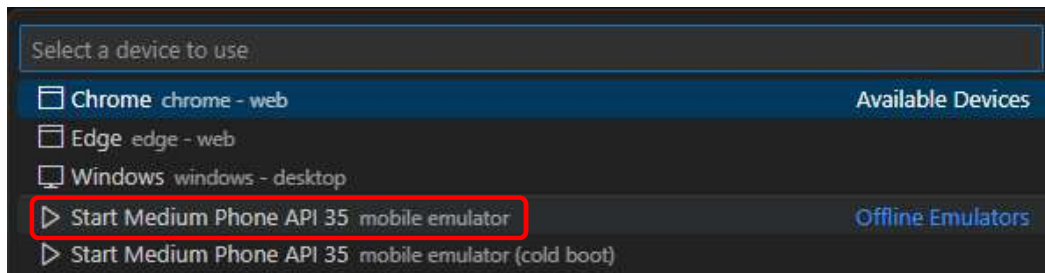 Select a device to use
Chrome chrome - web Available Devices
Edge edge - web
Windows windows - desktop
Start Medium Phone API 35 mobile emulator Offline Emulators
Start Medium Phone API 35 mobile emulator (cold boot)